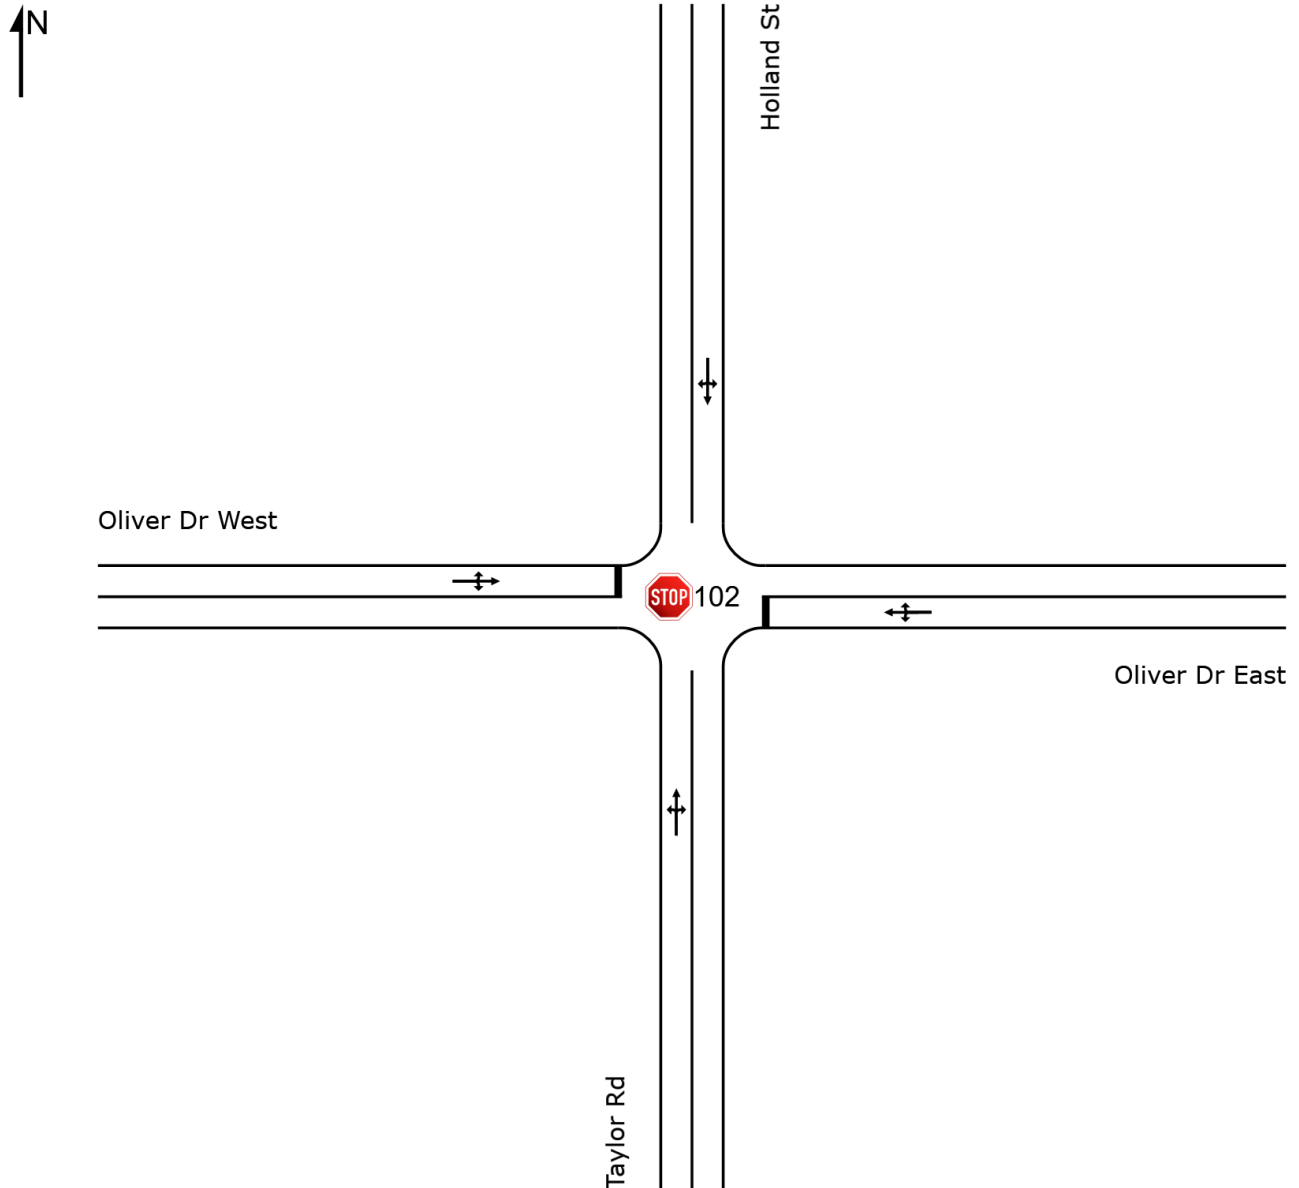 N
Holland St
Oliver Dr West
STOP 102
Oliver Dr East
Taylor Rd